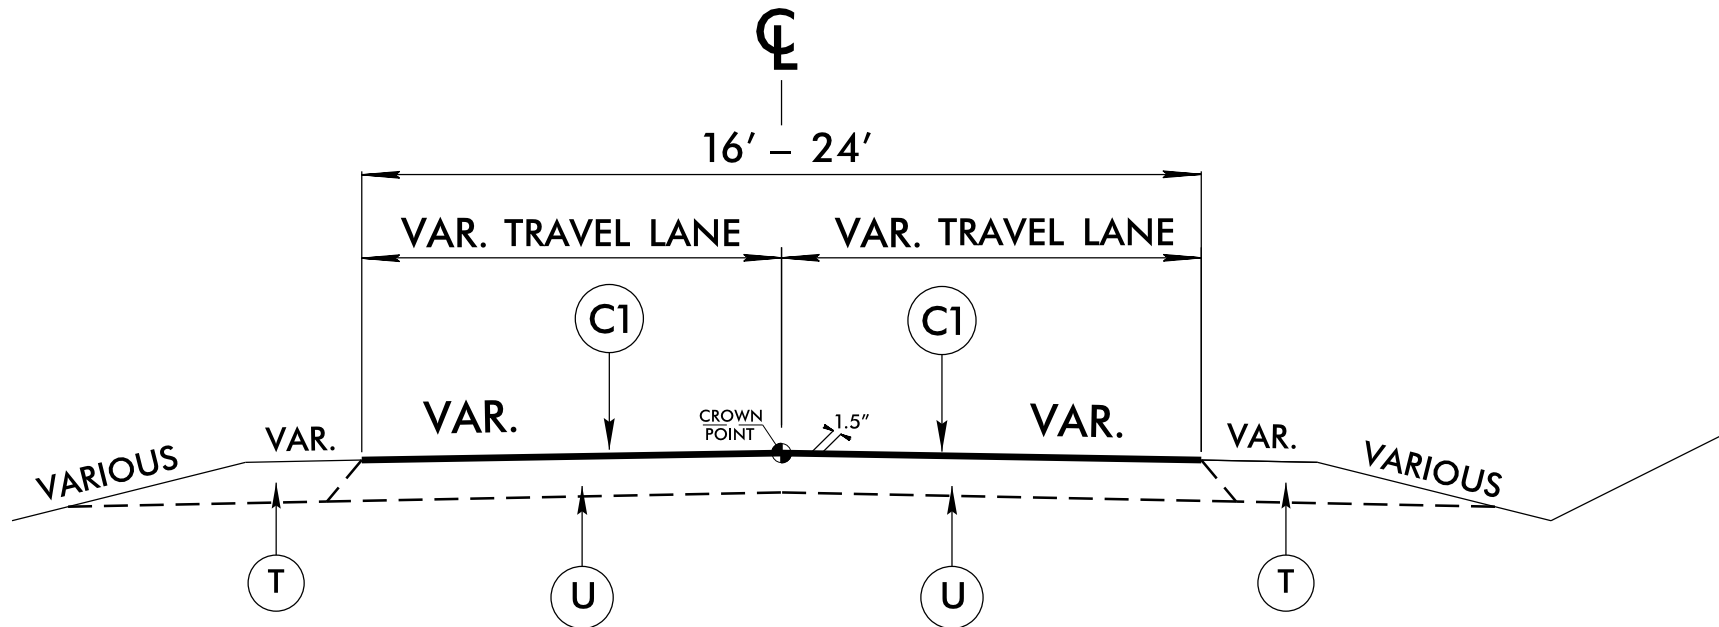 ℄
16' – 24'
VAR. TRAVEL LANE VAR. TRAVEL LANE
C1 C1
VAR. CROWN POINT 1.5" VAR.
VARIOUS VAR. VAR. VARIOUS
T U U T